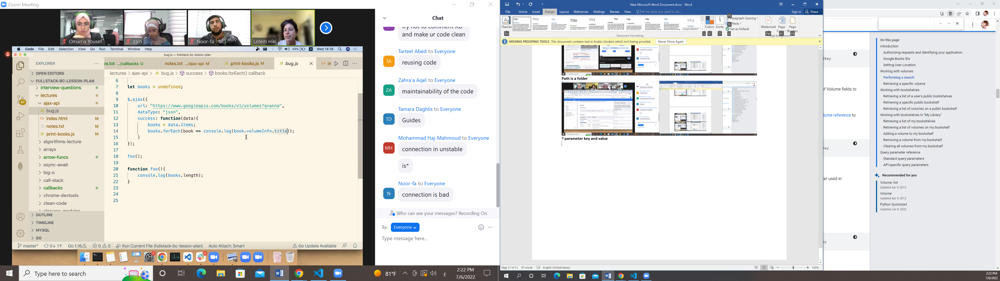 Zoom Meeting
Omama Yousef
zain
Noor-fa
Lotem Hiki
Code File Edit Selection View Go Run Terminal Window Help
93% Wed 14:19
bug.js — fullstack-bc-lesson-plan
EXPLORER
es.txt .../callbacks U
notes.txt .../ajax-api M
JS print-books.js M
JS bug.js
<> in
lectures > ajax-api > JS bug.js > success > books.forEach() callback
OPEN EDITORS
FULLSTACK-BC-LESSON-PLAN
interview-questions
lectures
ajax-api
JS bug.js
<> index.html M
notes.txt M
JS print-books.js M
algorithms-lecture
arrays
arrow-funcs
async-await
big-o
call-stack
callbacks
chrome-devtools
clean-code
closures-modules
OUTLINE
TIMELINE
MYSQL
GO
47
6
7 let books = undefined;
8
9 $.ajax({
10 url: "https://www.googleapis.com/books/v1/volumes?q=anna",
11 dataType: "json",
12 success: function(data){
13 books = data.items;
14 books.forEach(book => console.log(book.volumeInfo.title));
15 }
16 });
17
18 foo();
19
20 function foo(){
21 console.log(books.length);
22 }
23
24
25
master* 0↓ 1↑ Go 1.16 0 0 Run Current File (fullstack-bc-lesson-plan) Auto Attach: Smart Go Update Available
Chat
try not to comment XD
and make ur code clean
Tarteel Abed to Everyone
TA reusing code
Zahra'a Aqel to Everyone
ZA maintainability of the code
Tamara Daghlis to Everyone
TD Guides
Mohammad Haj-Mahmoud to Everyone
MH connection in unstable
is*
Noor-fa to Everyone
N connection is bad
Who can see your messages? Recording On
To: Everyone
Type message here...
Type here to search
81°F
ع
2:22 PM
7/6/2022
New Microsoft Word Document.docx - Word
File Home Insert Design Layout References Mailings Review View Tell me what you want to do...
Sign in Share
Themes
Colors Fonts
Paragraph Spacing
Effects
Set as Default
Watermark Page Color Page Borders
Document Formatting
Page Background
MISSING PROOFING TOOLS This document contains text in Arabic (Jordan) which isn't being proofed. Never Show Again
Path is a folder
? parameter key and value
Page 11 of 11 97 words English (United States)
120%
On this page
Introduction
Authorizing requests and identifying your application
Google Books IDs
Setting User Location
Working with volumes
Performing a search
Retrieving a specific volume
Working with bookshelves
Retrieving a list of a user's public bookshelves
Retrieving a specific public bookshelf
Retrieving a list of volumes on a public bookshelf
Working with bookshelves in "My Library"
Retrieving a list of my bookshelves
Retrieving a list of volumes on my bookshelf
Adding a volume to my bookshelf
Removing a volume from my bookshelf
Clearing all volumes from my bookshelf
Query parameter reference
Standard query parameters
API-specific query parameters
Recommended for you
Volume: list
Updated Apr 4, 2012
Volume
Updated Apr 4, 2012
Python Quickstart
Updated Jun 9, 2022
of Volume fields to
lume reference to
ter used in
2:22 PM
7/6/2022